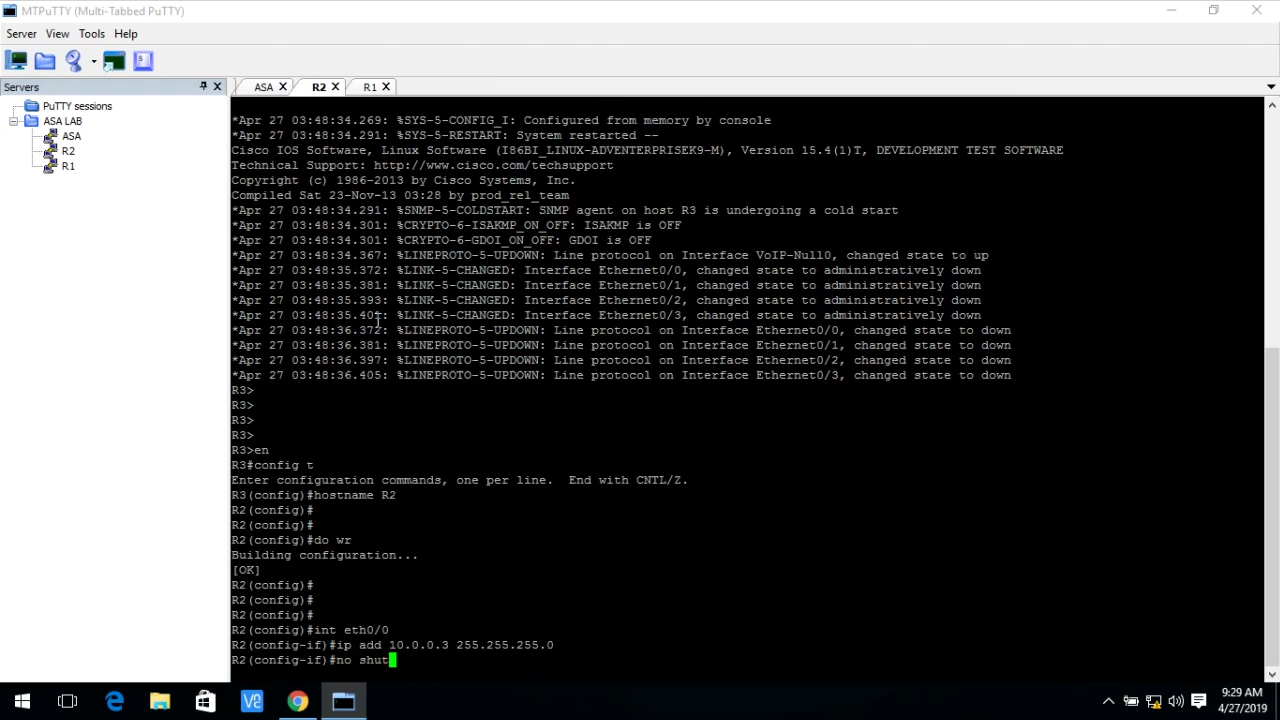 MTPuTTY (Multi-Tabbed PuTTY)
Server View Tools Help
Servers
ASA R2 R1
PuTTY sessions
ASA LAB
ASA
R2
R1
*Apr 27 03:48:34.269: %SYS-5-CONFIG_I: Configured from memory by console
*Apr 27 03:48:34.291: %SYS-5-RESTART: System restarted --
Cisco IOS Software, Linux Software (I86BI_LINUX-ADVENTERPRISEK9-M), Version 15.4(1)T, DEVELOPMENT TEST SOFTWARE
Technical Support: http://www.cisco.com/techsupport
Copyright (c) 1986-2013 by Cisco Systems, Inc.
Compiled Sat 23-Nov-13 03:28 by prod_rel_team
*Apr 27 03:48:34.291: %SNMP-5-COLDSTART: SNMP agent on host R3 is undergoing a cold start
*Apr 27 03:48:34.301: %CRYPTO-6-ISAKMP_ON_OFF: ISAKMP is OFF
*Apr 27 03:48:34.301: %CRYPTO-6-GDOI_ON_OFF: GDOI is OFF
*Apr 27 03:48:34.367: %LINEPROTO-5-UPDOWN: Line protocol on Interface VoIP-Null0, changed state to up
*Apr 27 03:48:35.372: %LINK-5-CHANGED: Interface Ethernet0/0, changed state to administratively down
*Apr 27 03:48:35.381: %LINK-5-CHANGED: Interface Ethernet0/1, changed state to administratively down
*Apr 27 03:48:35.393: %LINK-5-CHANGED: Interface Ethernet0/2, changed state to administratively down
*Apr 27 03:48:35.405: %LINK-5-CHANGED: Interface Ethernet0/3, changed state to administratively down
*Apr 27 03:48:36.372: %LINEPROTO-5-UPDOWN: Line protocol on Interface Ethernet0/0, changed state to down
*Apr 27 03:48:36.381: %LINEPROTO-5-UPDOWN: Line protocol on Interface Ethernet0/1, changed state to down
*Apr 27 03:48:36.397: %LINEPROTO-5-UPDOWN: Line protocol on Interface Ethernet0/2, changed state to down
*Apr 27 03:48:36.405: %LINEPROTO-5-UPDOWN: Line protocol on Interface Ethernet0/3, changed state to down
R3>
R3>
R3>
R3>
R3>en
R3#config t
Enter configuration commands, one per line.  End with CNTL/Z.
R3(config)#hostname R2
R2(config)#
R2(config)#
R2(config)#do wr
Building configuration...
[OK]
R2(config)#
R2(config)#
R2(config)#
R2(config)#int eth0/0
R2(config-if)#ip add 10.0.0.3 255.255.255.0
R2(config-if)#no shut
9:29 AM
4/27/2019